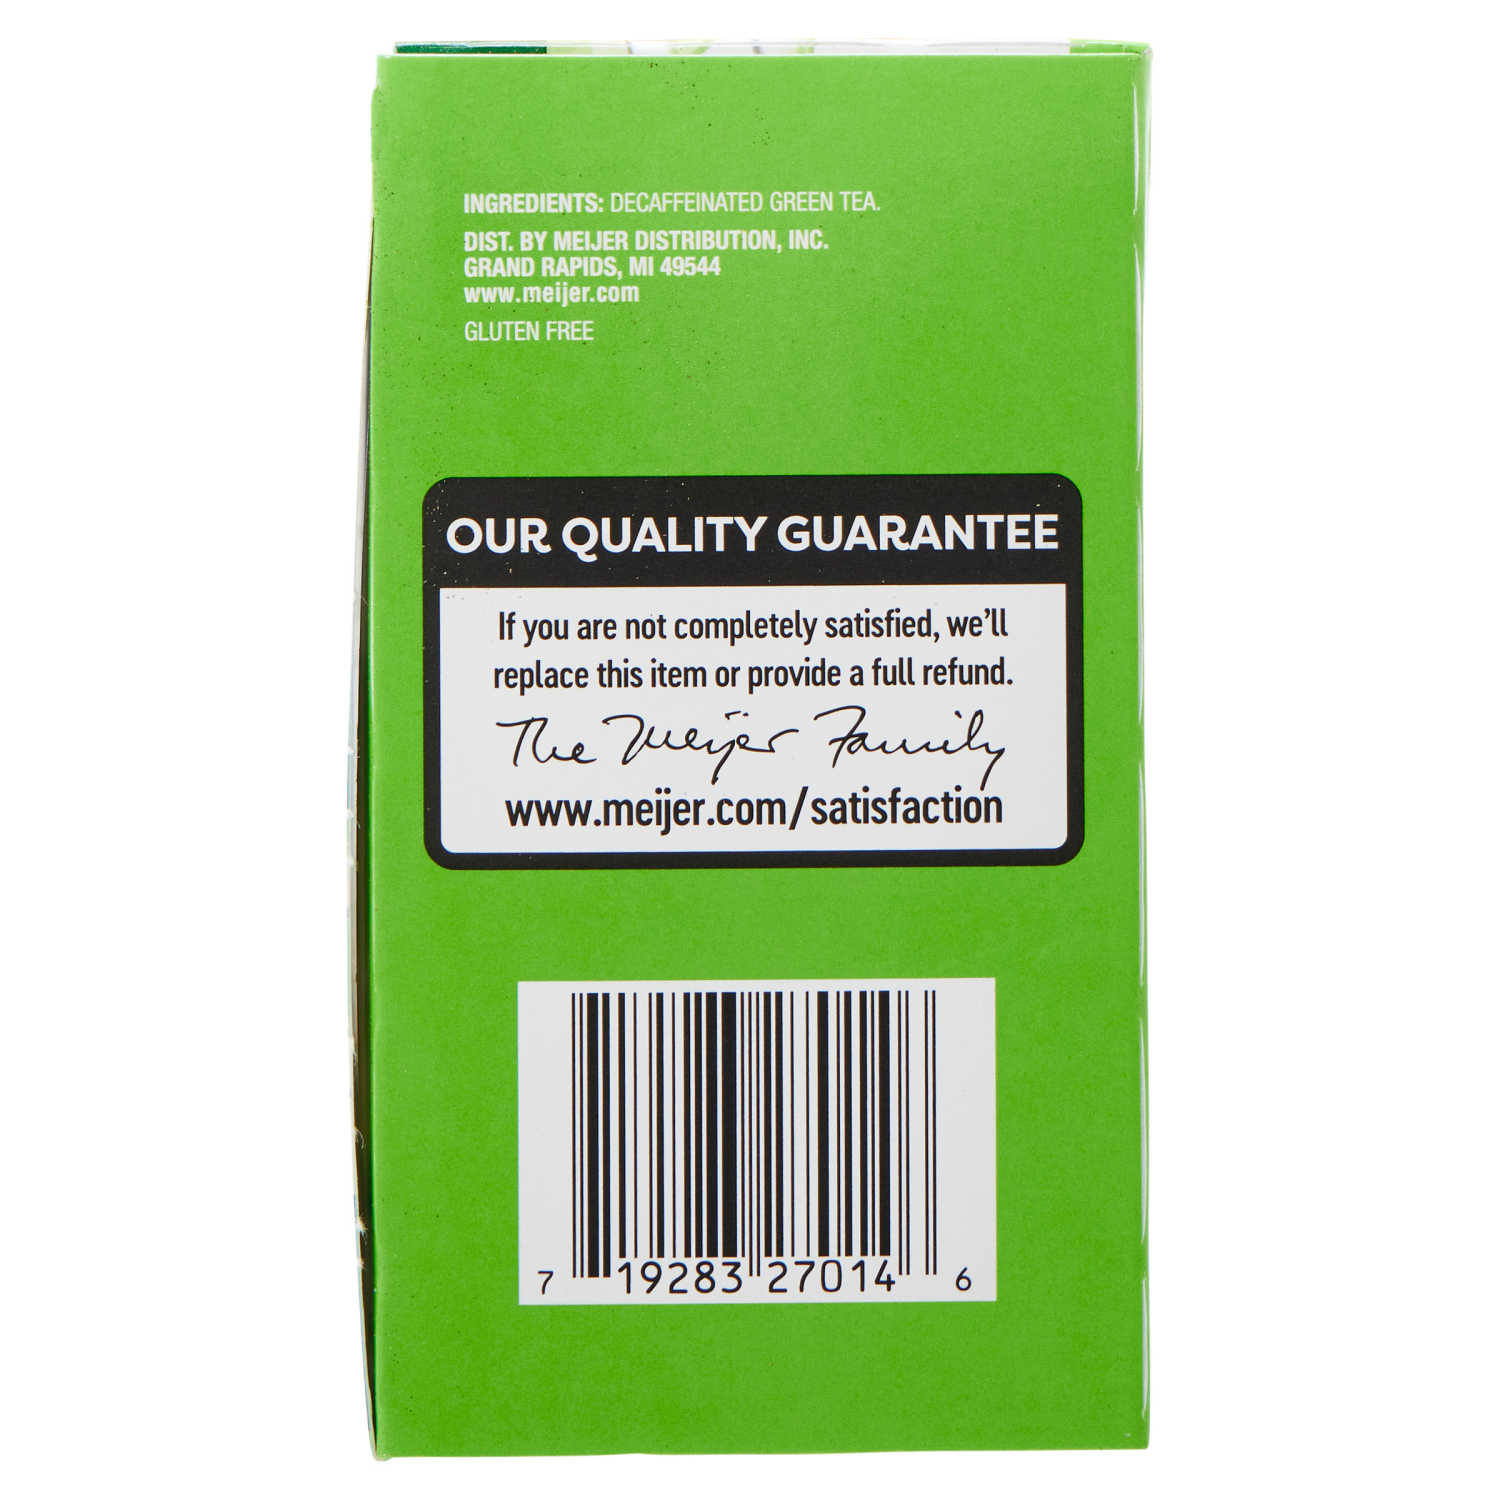 INGREDIENTS: DECAFFEINATED GREEN TEA.
DIST. BY MEIJER DISTRIBUTION, INC.
GRAND RAPIDS, MI 49544
www.meijer.com
GLUTEN FREE
OUR QUALITY GUARANTEE
If you are not completely satisfied, we'll
replace this item or provide a full refund.
The Meijer Family
www.meijer.com/satisfaction
7 19283 27014 6